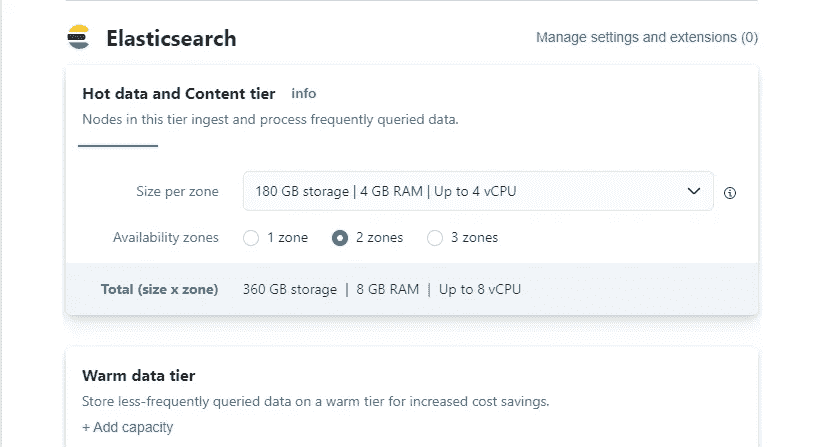 Elasticsearch
Manage settings and extensions (0)
Hot data and Content tier info
Nodes in this tier ingest and process frequently queried data.
Size per zone 180 GB storage | 4 GB RAM | Up to 4 vCPU
Availability zones 1 zone 2 zones 3 zones
Total (size x zone) 360 GB storage | 8 GB RAM | Up to 8 vCPU
Warm data tier
Store less-frequently queried data on a warm tier for increased cost savings.
+ Add capacity